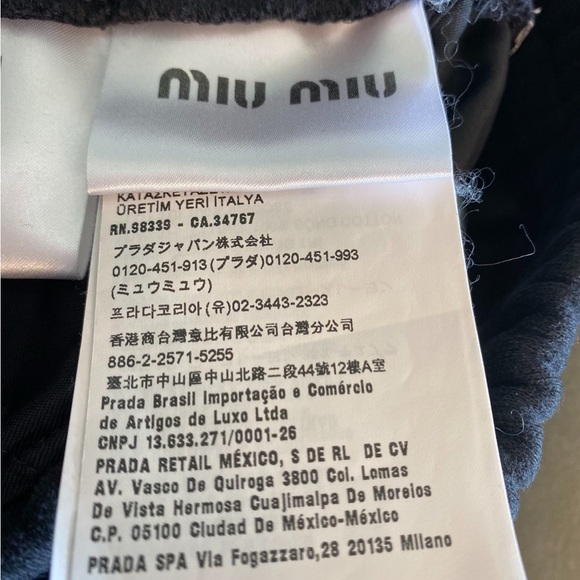 miu miu
ÜRETİM YERİ İTALYA
RN.98339 - CA.34767
プラダジャパン株式会社
0120-451-913(プラダ)0120-451-993
(ミュウミュウ)
프라다코리아(유)02-3443-2323
香港商台灣意比有限公司台灣分公司
886-2-2571-5255
臺北市中山區中山北路二段44號12樓A室
Prada Brasil Importação e Comércio
de Artigos de Luxo Ltda
CNPJ 13.633.271/0001-26
PRADA RETAIL MÉXICO, S DE RL DE CV
AV. Vasco De Quiroga 3800 Col. Lomas
De Vista Hermosa Cuajimalpa De Morelos
C.P. 05100 Ciudad De México-México
PRADA SPA Via Fogazzaro,28 20135 Milano